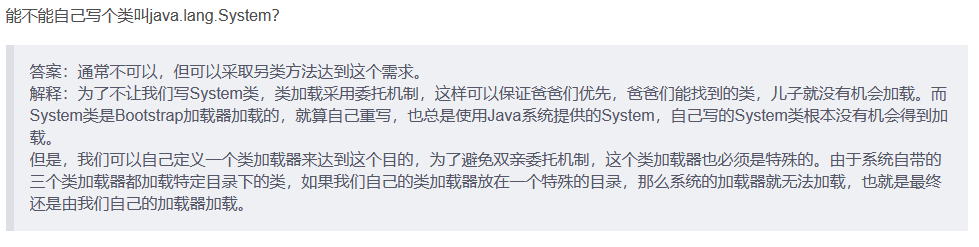 能不能自己写个类叫java.lang.System?
答案：通常不可以，但可以采取另类方法达到这个需求。
解释：为了不让我们写System类，类加载采用委托机制，这样可以保证爸爸们优先，爸爸们能找到的类，儿子就没有机会加载。而
System类是Bootstrap加载器加载的，就算自己重写，也总是使用Java系统提供的System，自己写的System类根本没有机会得到加
载。
但是，我们可以自己定义一个类加载器来达到这个目的，为了避免双亲委托机制，这个类加载器也必须是特殊的。由于系统自带的
三个类加载器都加载特定目录下的类，如果我们自己的类加载器放在一个特殊的目录，那么系统的加载器就无法加载，也就是最终
还是由我们自己的加载器加载。